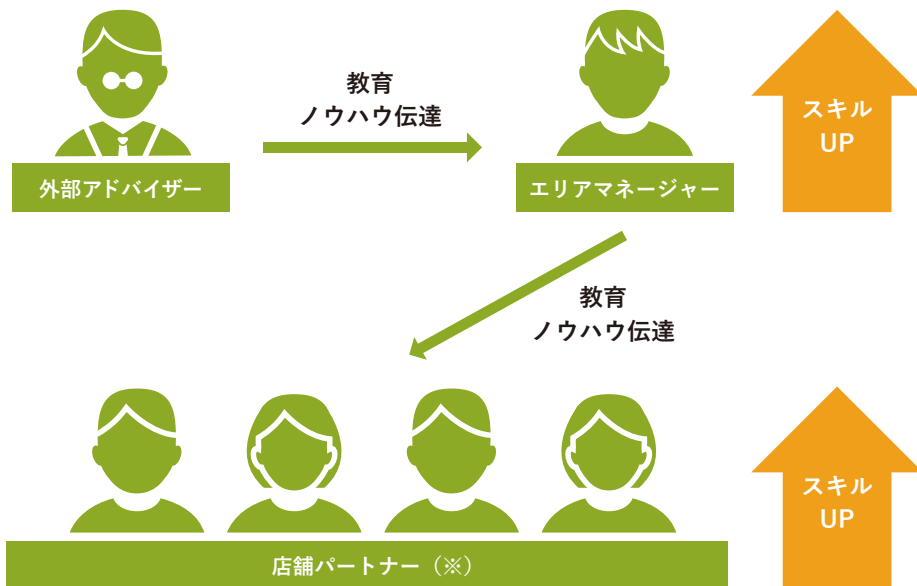 教育
ノウハウ伝達
スキル
UP
外部アドバイザー
エリアマネージャー
教育
ノウハウ伝達
スキル
UP
店舗パートナー（※）